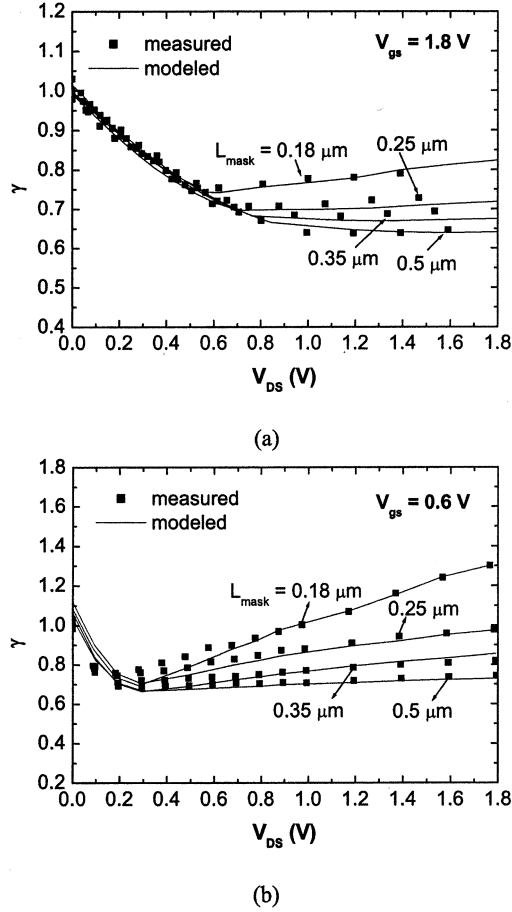 1.2
1.1
1.0
0.9
0.8
0.7
0.6
0.5
0.4
γ
measured
modeled
Vgs = 1.8 V
Lmask = 0.18 μm
0.25 μm
0.35 μm
0.5 μm
0.0 0.2 0.4 0.6 0.8 1.0 1.2 1.4 1.6 1.8
VDS (V)
(a)
2.0
1.8
1.6
1.4
1.2
1.0
0.8
0.6
0.4
0.2
γ
measured
modeled
Vgs = 0.6 V
Lmask = 0.18 μm
0.25 μm
0.35 μm
0.5 μm
0.0 0.2 0.4 0.6 0.8 1.0 1.2 1.4 1.6 1.8
VDS (V)
(b)